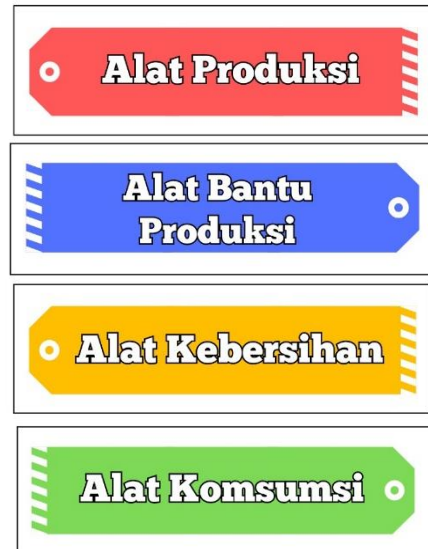 Alat Produksi
Alat Bantu
Produksi
Alat Kebersihan
Alat Komsumsi